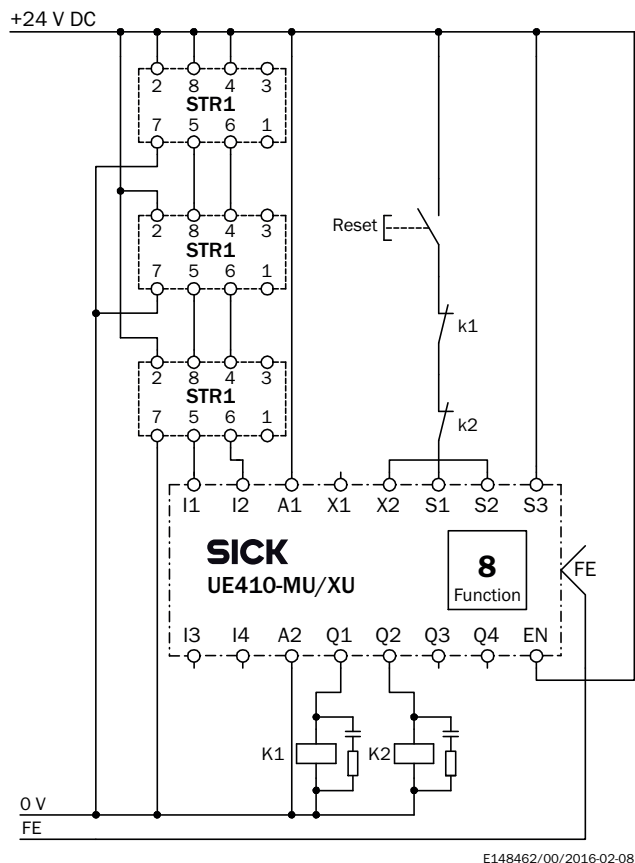 +24 V DC
2 8 4 3
STR1
7 5 6 1
2 8 4 3
STR1
7 5 6 1
Reset
k1
2 8 4 3
STR1
7 5 6 1
k2
I1 I2 A1 X1 X2 S1 S2 S3
SICK
UE410-MU/XU
8
Function
FE
I3 I4 A2 Q1 Q2 Q3 Q4 EN
K1 K2
0 V
FE
E148462/00/2016-02-08